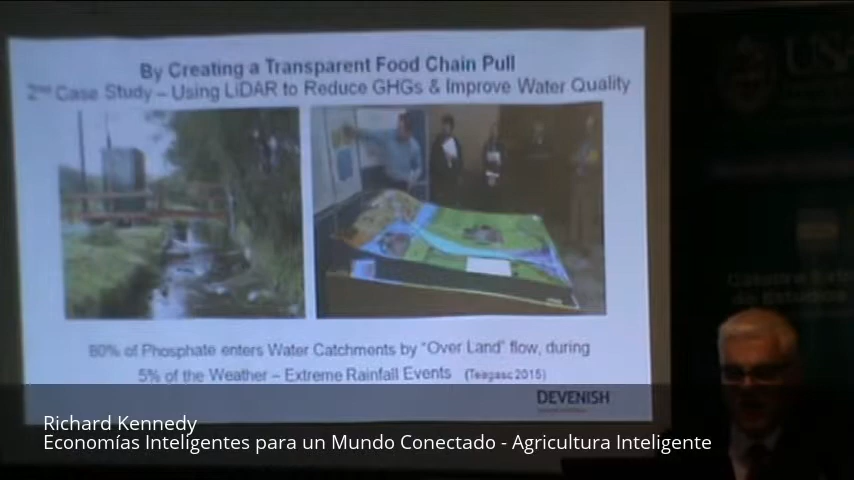 By Creating a Transparent Food Chain Pull
2nd Case Study – Using LiDAR to Reduce GHGs & Improve Water Quality
80% of Phosphate enters Water Catchments by "Over Land" flow, during
5% of the Weather – Extreme Rainfall Events (Teagasc 2015)
DEVENISH
Richard Kennedy
Economías Inteligentes para un Mundo Conectado - Agricultura Inteligente